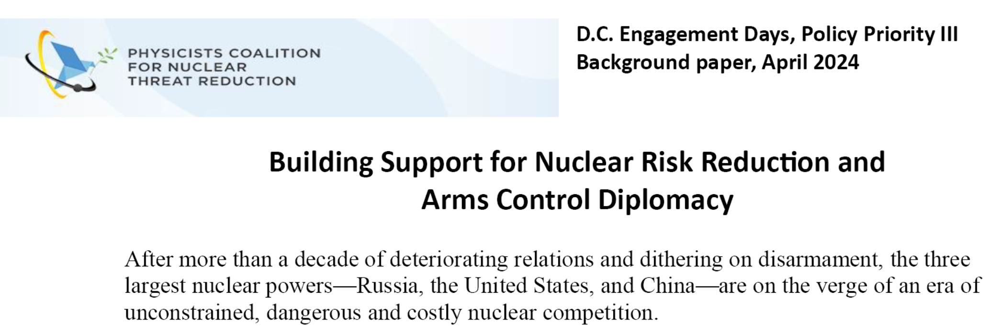 PHYSICISTS COALITION
FOR NUCLEAR
THREAT REDUCTION
D.C. Engagement Days, Policy Priority III
Background paper, April 2024
Building Support for Nuclear Risk Reduction and
Arms Control Diplomacy
After more than a decade of deteriorating relations and dithering on disarmament, the three
largest nuclear powers—Russia, the United States, and China—are on the verge of an era of
unconstrained, dangerous and costly nuclear competition.